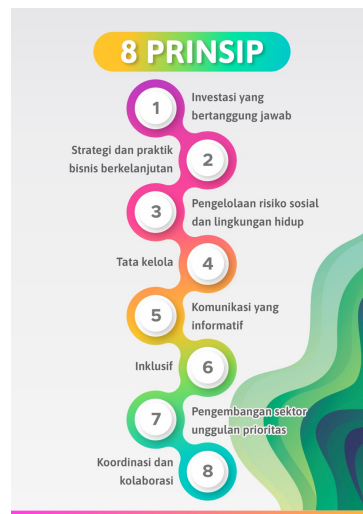 8 PRINSIP
1
Investasi yang
bertanggung jawab
Strategi dan praktik
bisnis berkelanjutan
2
3
Pengelolaan risiko sosial
dan lingkungan hidup
Tata kelola
4
5
Komunikasi yang
informatif
Inklusif
6
7
Pengembangan sektor
unggulan prioritas
Koordinasi dan
kolaborasi
8